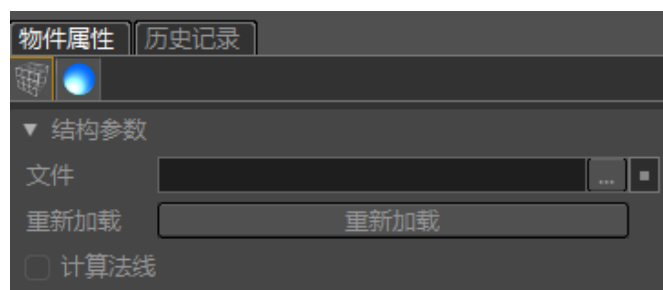 物件属性 历史记录
▼ 结构参数
文件 ...
重新加载 重新加载
计算法线